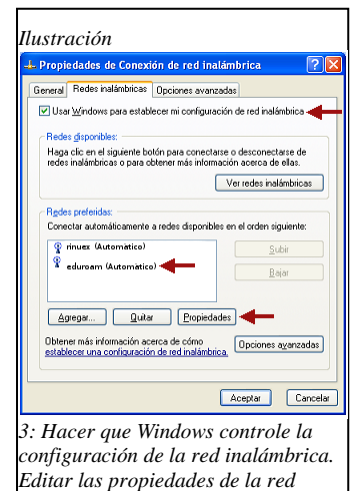 Ilustración
Propiedades de Conexión de red inalámbrica
General
Redes inalámbricas
Opciones avanzadas
Usar Windows para establecer mi configuración de red inalámbrica
Redes disponibles:
Haga clic en el siguiente botón para conectarse o desconectarse de
redes inalámbricas o para obtener más información acerca de ellas.
Ver redes inalámbricas
Redes preferidas:
Conectar automáticamente a redes disponibles en el orden siguiente:
rinuex (Automático)
eduroam (Automático)
Subir
Bajar
Agregar...
Quitar
Propiedades
Obtener más información acerca de cómo
establecer una configuración de red inalámbrica.
Opciones avanzadas
Aceptar
Cancelar
3: Hacer que Windows controle la
configuración de la red inalámbrica.
Editar las propiedades de la red